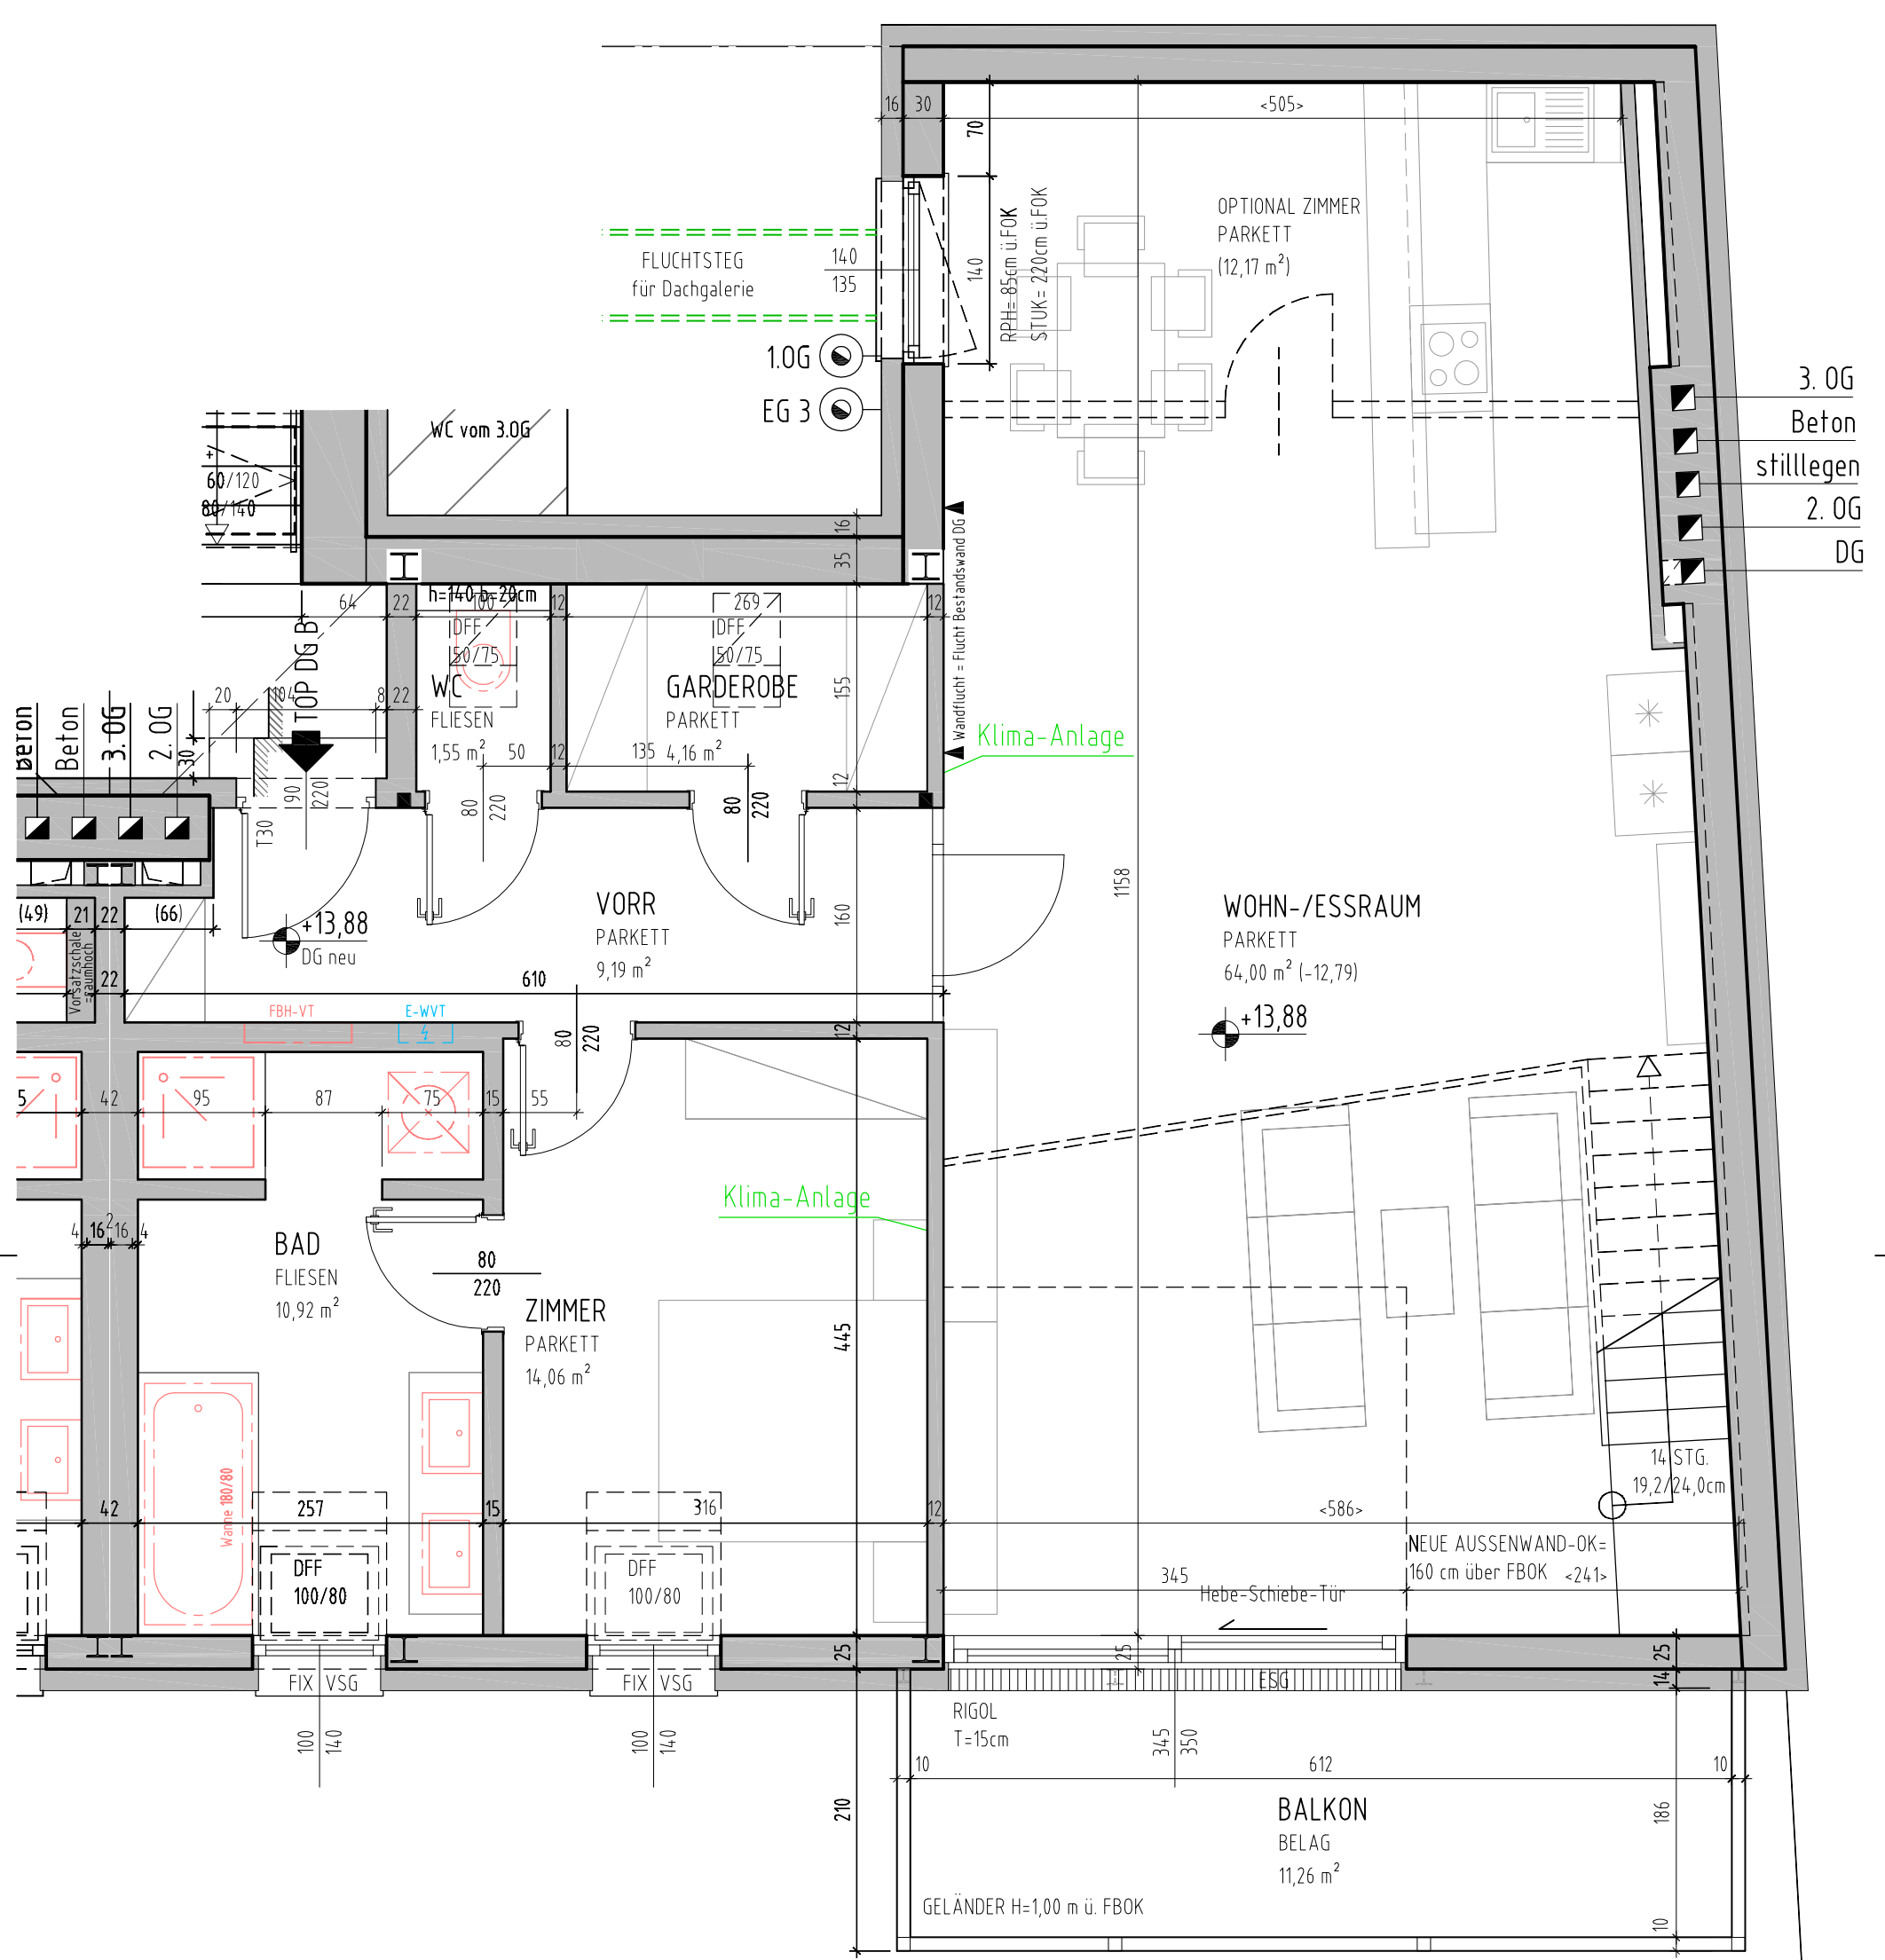 16
30
70
<505>
OPTIONAL ZIMMER
PARKETT
(12,17 m²)
FLUCHTSTEG
für Dachgalerie
140
135
140
RPH= 85cm ü.FOK
STUK= 220cm ü.FOK
1.OG
EG 3
3. OG
Beton
stilllegen
2. OG
DG
WC vom 3.OG
60/120
80/140
16
35
Wandflucht = Flucht Bestandswand DG
64
22
h=140 b=20cm
100
12
269
12
DFF
50/75
DFF
50/75
TOP DG B
WC
FLIESEN
1,55 m²
GARDEROBE
PARKETT
4,16 m²
155
20
104
8
22
50
12
135
12
Klima-Anlage
Beton
Beton
3. OG
2. OG
30
90
220
T30
80
220
80
220
1158
WOHN-/ESSRAUM
PARKETT
64,00 m² (-12,79)
+13,88
VORR
PARKETT
9,19 m²
160
+13,88
DG neu
(49)
21
22
(66)
Vorsatzschale
=raumhoch
22
610
FBH-VT
E-WVT
80
220
12
5
42
95
87
75
15
55
Klima-Anlage
4
16
2
16
4
BAD
FLIESEN
10,92 m²
80
220
ZIMMER
PARKETT
14,06 m²
445
Wanne 180/80
14 STG.
19,2/24,0cm
42
257
15
316
12
<586>
NEUE AUSSENWAND-OK=
160 cm über FBOK
<241>
DFF
100/80
DFF
100/80
345
Hebe-Schiebe-Tür
25
25
25
14
FIX
VSG
FIX
VSG
ESG
RIGOL
T=15cm
100
140
100
140
345
350
10
612
10
210
186
BALKON
BELAG
11,26 m²
GELÄNDER H=1,00 m ü. FBOK
10